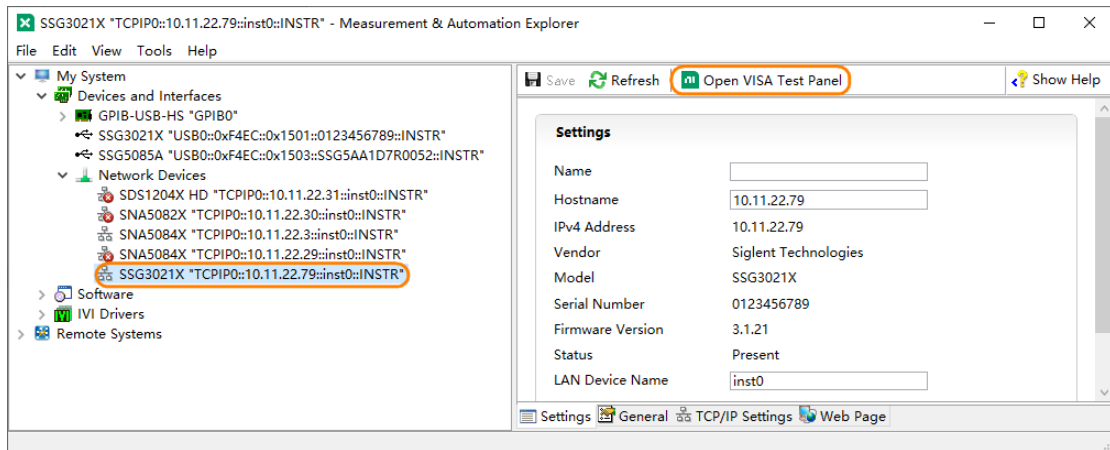 SSG3021X "TCPIP0::10.11.22.79::inst0::INSTR" - Measurement & Automation Explorer
File Edit View Tools Help
My System
Devices and Interfaces
GPIB-USB-HS "GPIB0"
SSG3021X "USB0::0xF4EC::0x1501::0123456789::INSTR"
SSG5085A "USB0::0xF4EC::0x1503::SSG5AA1D7R0052::INSTR"
Network Devices
SDS1204X HD "TCPIP0::10.11.22.31::inst0::INSTR"
SNA5082X "TCPIP0::10.11.22.30::inst0::INSTR"
SNA5084X "TCPIP0::10.11.22.3::inst0::INSTR"
SNA5084X "TCPIP0::10.11.22.29::inst0::INSTR"
SSG3021X "TCPIP0::10.11.22.79::inst0::INSTR"
Software
IVI Drivers
Remote Systems
Save Refresh Open VISA Test Panel Show Help
Settings
Name
Hostname 10.11.22.79
IPv4 Address 10.11.22.79
Vendor Siglent Technologies
Model SSG3021X
Serial Number 0123456789
Firmware Version 3.1.21
Status Present
LAN Device Name inst0
Settings General TCP/IP Settings Web Page